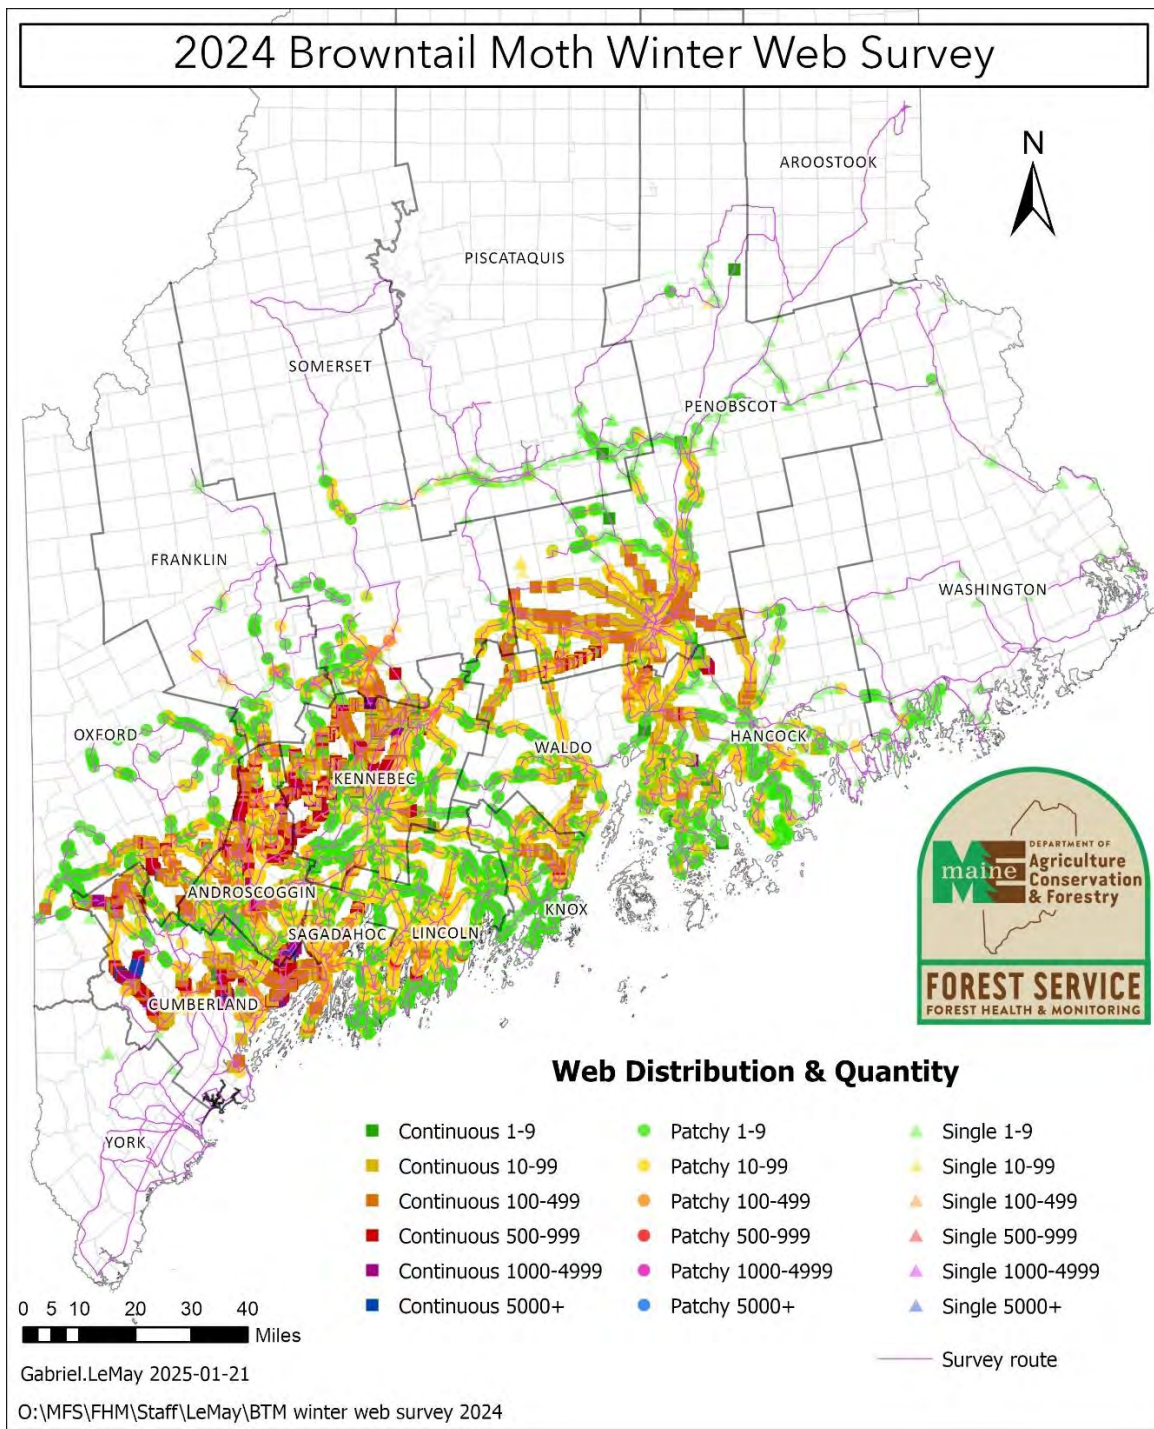 2024 Browntail Moth Winter Web Survey
N
AROOSTOOK
PISCATAQUIS
SOMERSET
PENOBSCOT
FRANKLIN
WASHINGTON
OXFORD
WALDO
HANCOCK
KENNEBEC
ANDROSCOGGIN
KNOX
SAGADAHOC
LINCOLN
CUMBERLAND
YORK
maine
DEPARTMENT OF
Agriculture
Conservation
& Forestry
FOREST SERVICE
FOREST HEALTH & MONITORING
Web Distribution & Quantity
Continuous 1-9
Continuous 10-99
Continuous 100-499
Continuous 500-999
Continuous 1000-4999
Continuous 5000+
Patchy 1-9
Patchy 10-99
Patchy 100-499
Patchy 500-999
Patchy 1000-4999
Patchy 5000+
Single 1-9
Single 10-99
Single 100-499
Single 500-999
Single 1000-4999
Single 5000+
Survey route
0 5 10 20 30 40
Miles
Gabriel.LeMay 2025-01-21
O:\MFS\FHM\Staff\LeMay\BTM winter web survey 2024